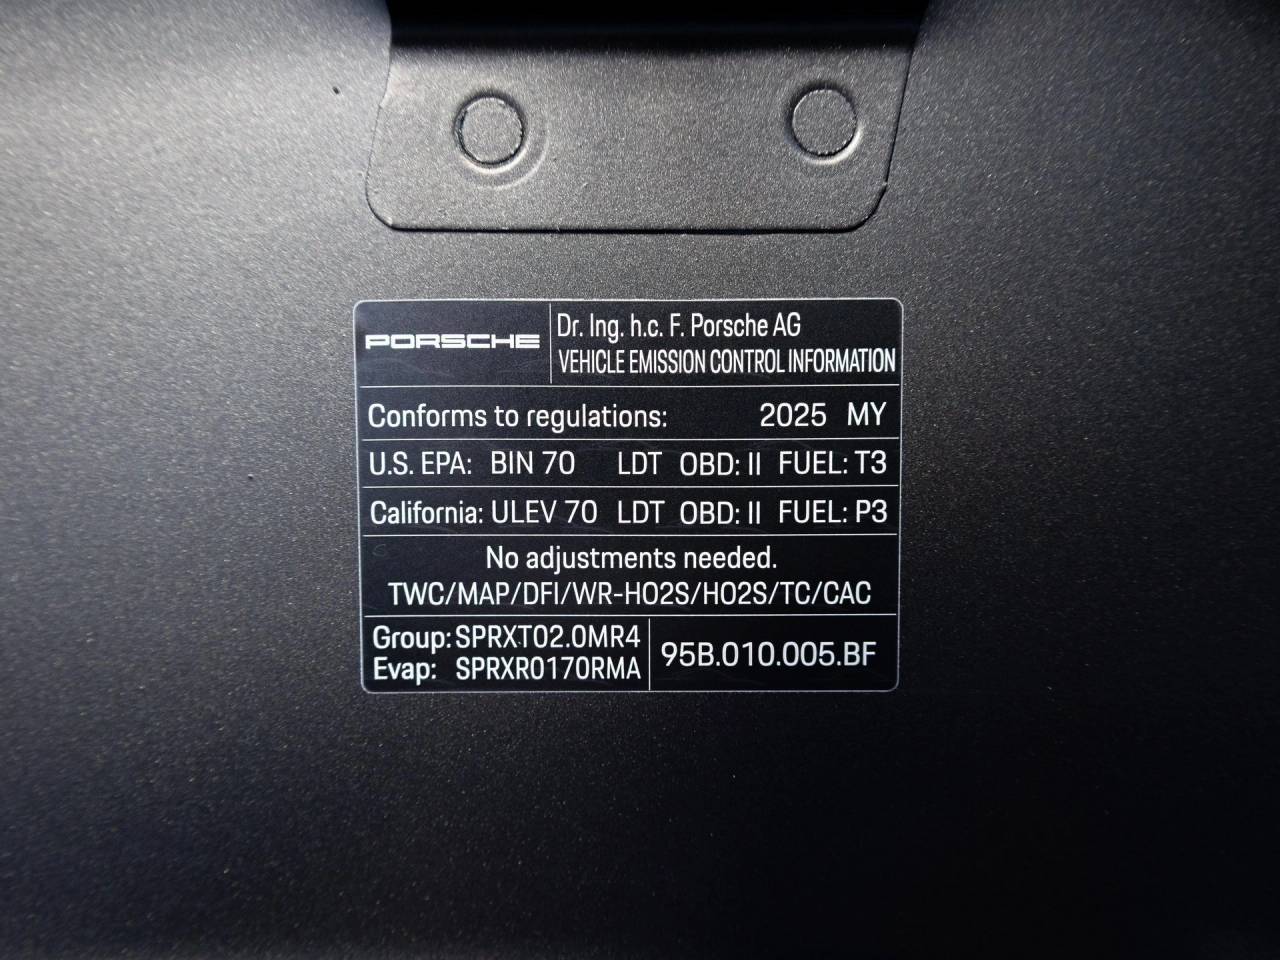 PORSCHE
Dr. Ing. h.c. F. Porsche AG
VEHICLE EMISSION CONTROL INFORMATION
Conforms to regulations: 2025 MY
U.S. EPA: BIN 70 LDT OBD: II FUEL: T3
California: ULEV 70 LDT OBD: II FUEL: P3
No adjustments needed.
TWC/MAP/DFI/WR-HO2S/HO2S/TC/CAC
Group: SPRXT02.0MR4
Evap: SPRXR0170RMA
95B.010.005.BF